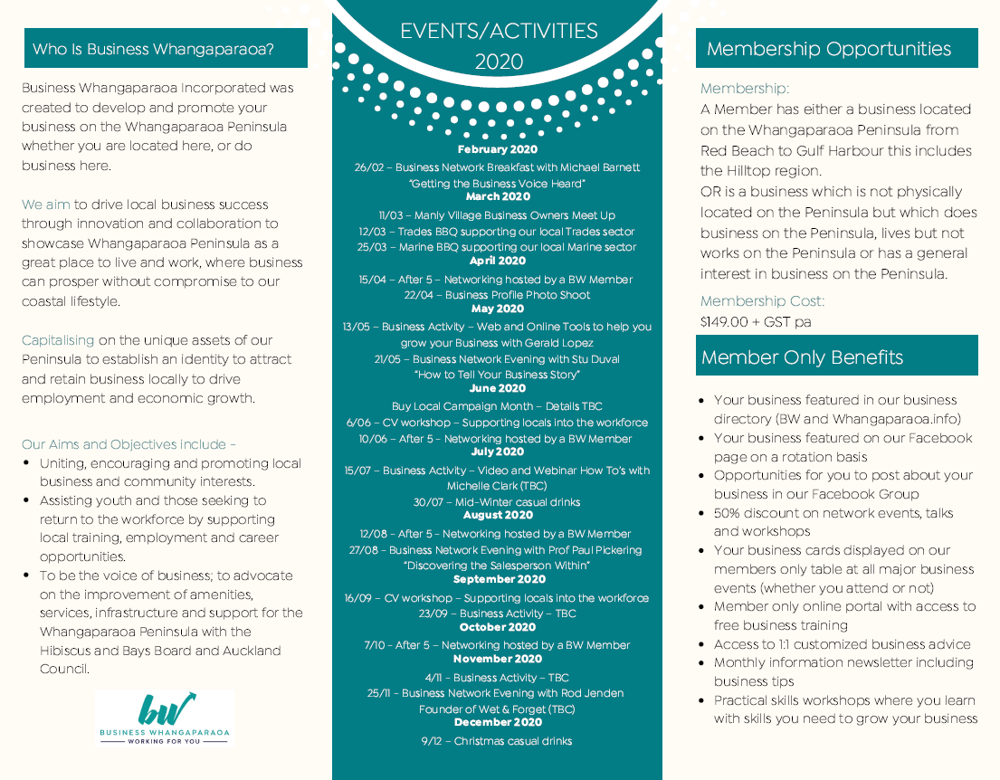 Who Is Business Whangaparaoa?
Business Whangaparaoa Incorporated was
created to develop and promote your
business on the Whangaparaoa Peninsula
whether you are located here, or do
business here.
We aim to drive local business success
through innovation and collaboration to
showcase Whangaparaoa Peninsula as a
great place to live and work, where business
can prosper without compromise to our
coastal lifestyle.
Capitalising on the unique assets of our
Peninsula to establish an identity to attract
and retain business locally to drive
employment and economic growth.
Our Aims and Objectives include –
• Uniting, encouraging and promoting local
business and community interests.
• Assisting youth and those seeking to
return to the workforce by supporting
local training, employment and career
opportunities.
• To be the voice of business; to advocate
on the improvement of amenities,
services, infrastructure and support for the
Whangaparaoa Peninsula with the
Hibiscus and Bays Board and Auckland
Council.
bw
BUSINESS WHANGAPARAOA
WORKING FOR YOU
EVENTS/ACTIVITIES
2020
February 2020
26/02 – Business Network Breakfast with Michael Barnett
“Getting the Business Voice Heard”
March 2020
11/03 – Manly Village Business Owners Meet Up
12/03 – Trades BBQ supporting our local Trades sector
25/03 – Marine BBQ supporting our local Marine sector
April 2020
15/04 – After 5 – Networking hosted by a BW Member
22/04 – Business Profile Photo Shoot
May 2020
13/05 – Business Activity – Web and Online Tools to help you
grow your Business with Gerald Lopez
21/05 – Business Network Evening with Stu Duval
“How to Tell Your Business Story”
June 2020
Buy Local Campaign Month – Details TBC
6/06 – CV workshop – Supporting locals into the workforce
10/06 – After 5 – Networking hosted by a BW Member
July 2020
15/07 – Business Activity – Video and Webinar How To’s with
Michelle Clark (TBC)
30/07 – Mid-Winter casual drinks
August 2020
12/08 – After 5 – Networking hosted by a BW Member
27/08 – Business Network Evening with Prof Paul Pickering
“Discovering the Salesperson Within”
September 2020
16/09 – CV workshop – Supporting locals into the workforce
23/09 – Business Activity – TBC
October 2020
7/10 – After 5 – Networking hosted by a BW Member
November 2020
4/11 – Business Activity – TBC
25/11 – Business Network Evening with Rod Jenden
Founder of Wet & Forget (TBC)
December 2020
9/12 – Christmas casual drinks
Membership Opportunities
Membership:
A Member has either a business located
on the Whangaparaoa Peninsula from
Red Beach to Gulf Harbour this includes
the Hilltop region.
OR is a business which is not physically
located on the Peninsula but which does
business on the Peninsula, lives but not
works on the Peninsula or has a general
interest in business on the Peninsula.
Membership Cost:
$149.00 + GST pa
Member Only Benefits
• Your business featured in our business
directory (BW and Whangaparaoa.info)
• Your business featured on our Facebook
page on a rotation basis
• Opportunities for you to post about your
business in our Facebook Group
• 50% discount on network events, talks
and workshops
• Your business cards displayed on our
members only table at all major business
events (whether you attend or not)
• Member only online portal with access to
free business training
• Access to 1:1 customized business advice
• Monthly information newsletter including
business tips
• Practical skills workshops where you learn
with skills you need to grow your business